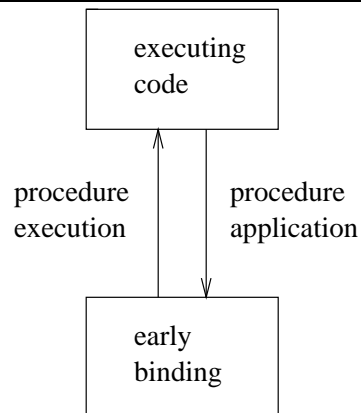 executing
code
procedure
execution
procedure
application
early
binding